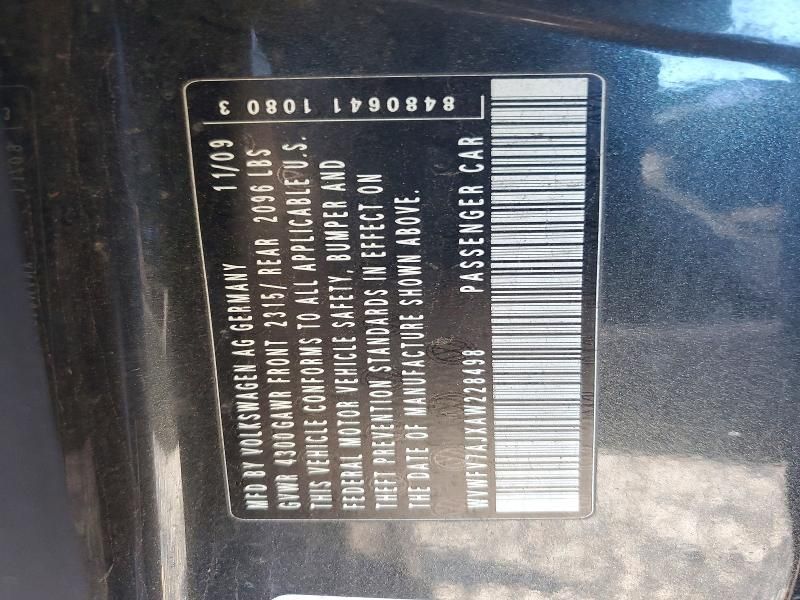 MFD BY VOLKSWAGEN AG GERMANY 11/09
GVWR 4300GAWR FRONT 2315/ REAR 2096 LBS
THIS VEHICLE CONFORMS TO ALL APPLICABLE U.S.
FEDERAL MOTOR VEHICLE SAFETY, BUMPER AND
THEFT PREVENTION STANDARDS IN EFFECT ON
THE DATE OF MANUFACTURE SHOWN ABOVE.
WVWFV7AJXAW228498 PASSENGER CAR
8480641 1080 3